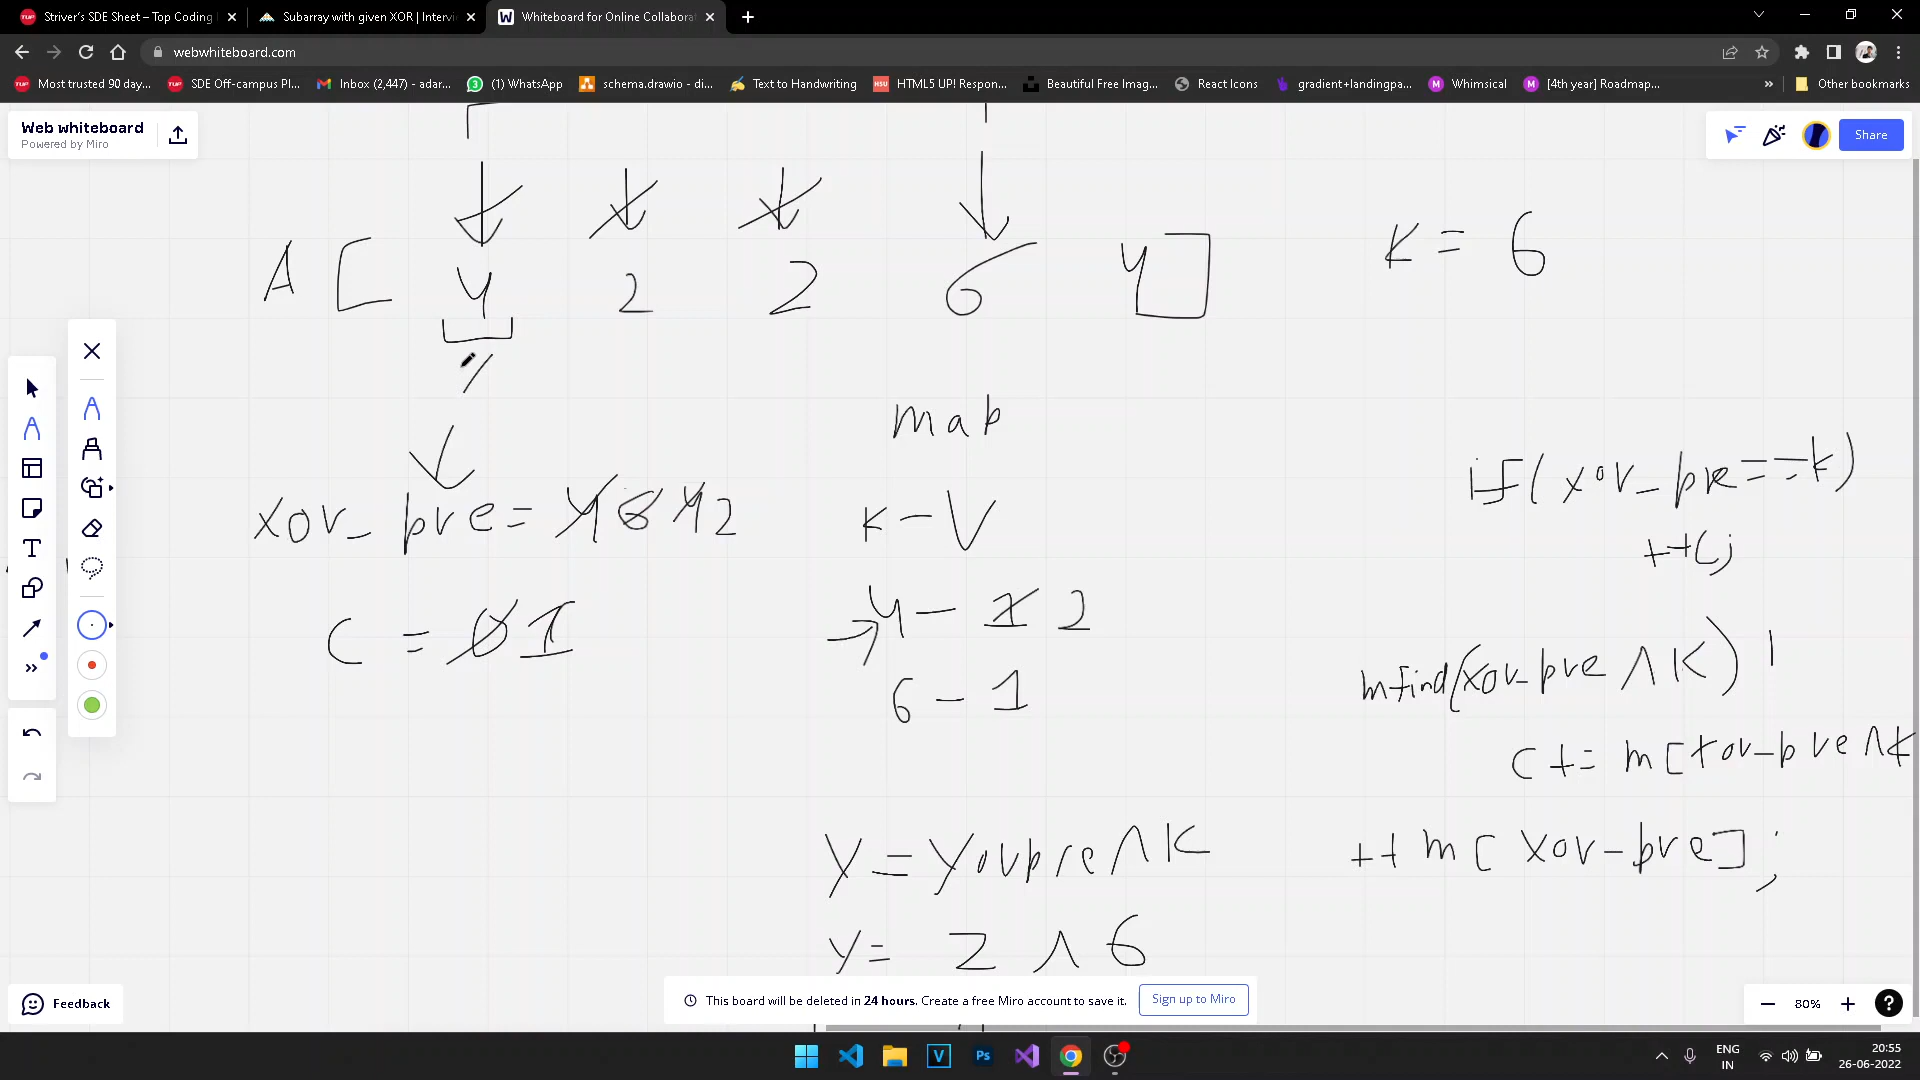 Striver's SDE Sheet – Top Coding
Subarray with given XOR | Intervi
Whiteboard for Online Collaborat
webwhiteboard.com
Most trusted 90 day...
SDE Off-campus Pl...
Inbox (2,447) - adar...
(1) WhatsApp
schema.drawio - di...
Text to Handwriting
HTML5 UP! Respon...
Beautiful Free Imag...
React Icons
gradient+landingpa...
Whimsical
[4th year] Roadmap...
Other bookmarks
Web whiteboard
Powered by Miro
Share
A [ 4 2 2 6 4 ]
K = 6
map
if( xor_pre==k)
xor_pre= 4 6 4 2
K - V
++C;
4 - 1 2
C = 0 1
6 - 1
mfind(xor_pre ^ K)
C += m[xor_pre ^k
Y = Xorpre ^ K
++ m [ xor_pre] ;
y = 2 ^ 6
This board will be deleted in 24 hours. Create a free Miro account to save it.
Sign up to Miro
Feedback
80%
ENG
IN
20:55
26-06-2022